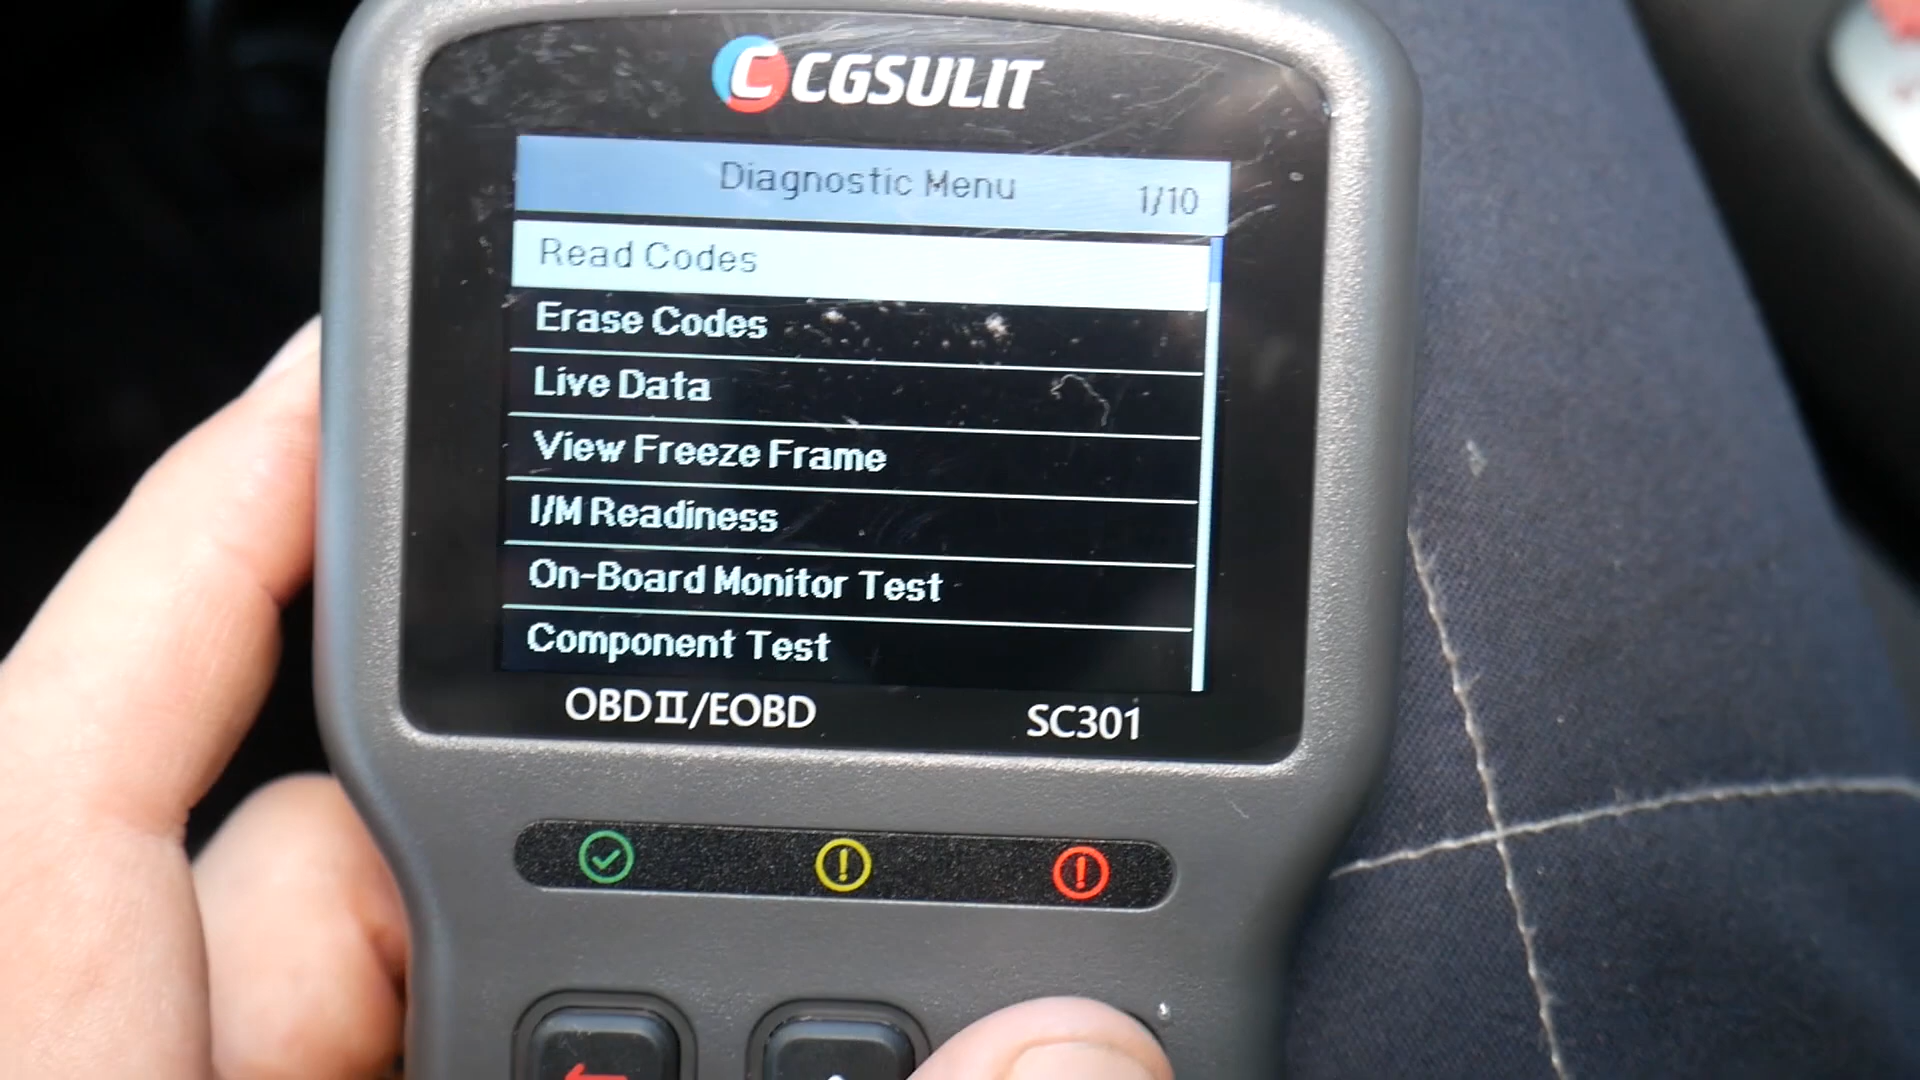 C CGSULIT
Diagnostic Menu 1/10
Read Codes
Erase Codes
Live Data
View Freeze Frame
I/M Readiness
On-Board Monitor Test
Component Test
OBDⅡ/EOBD SC301